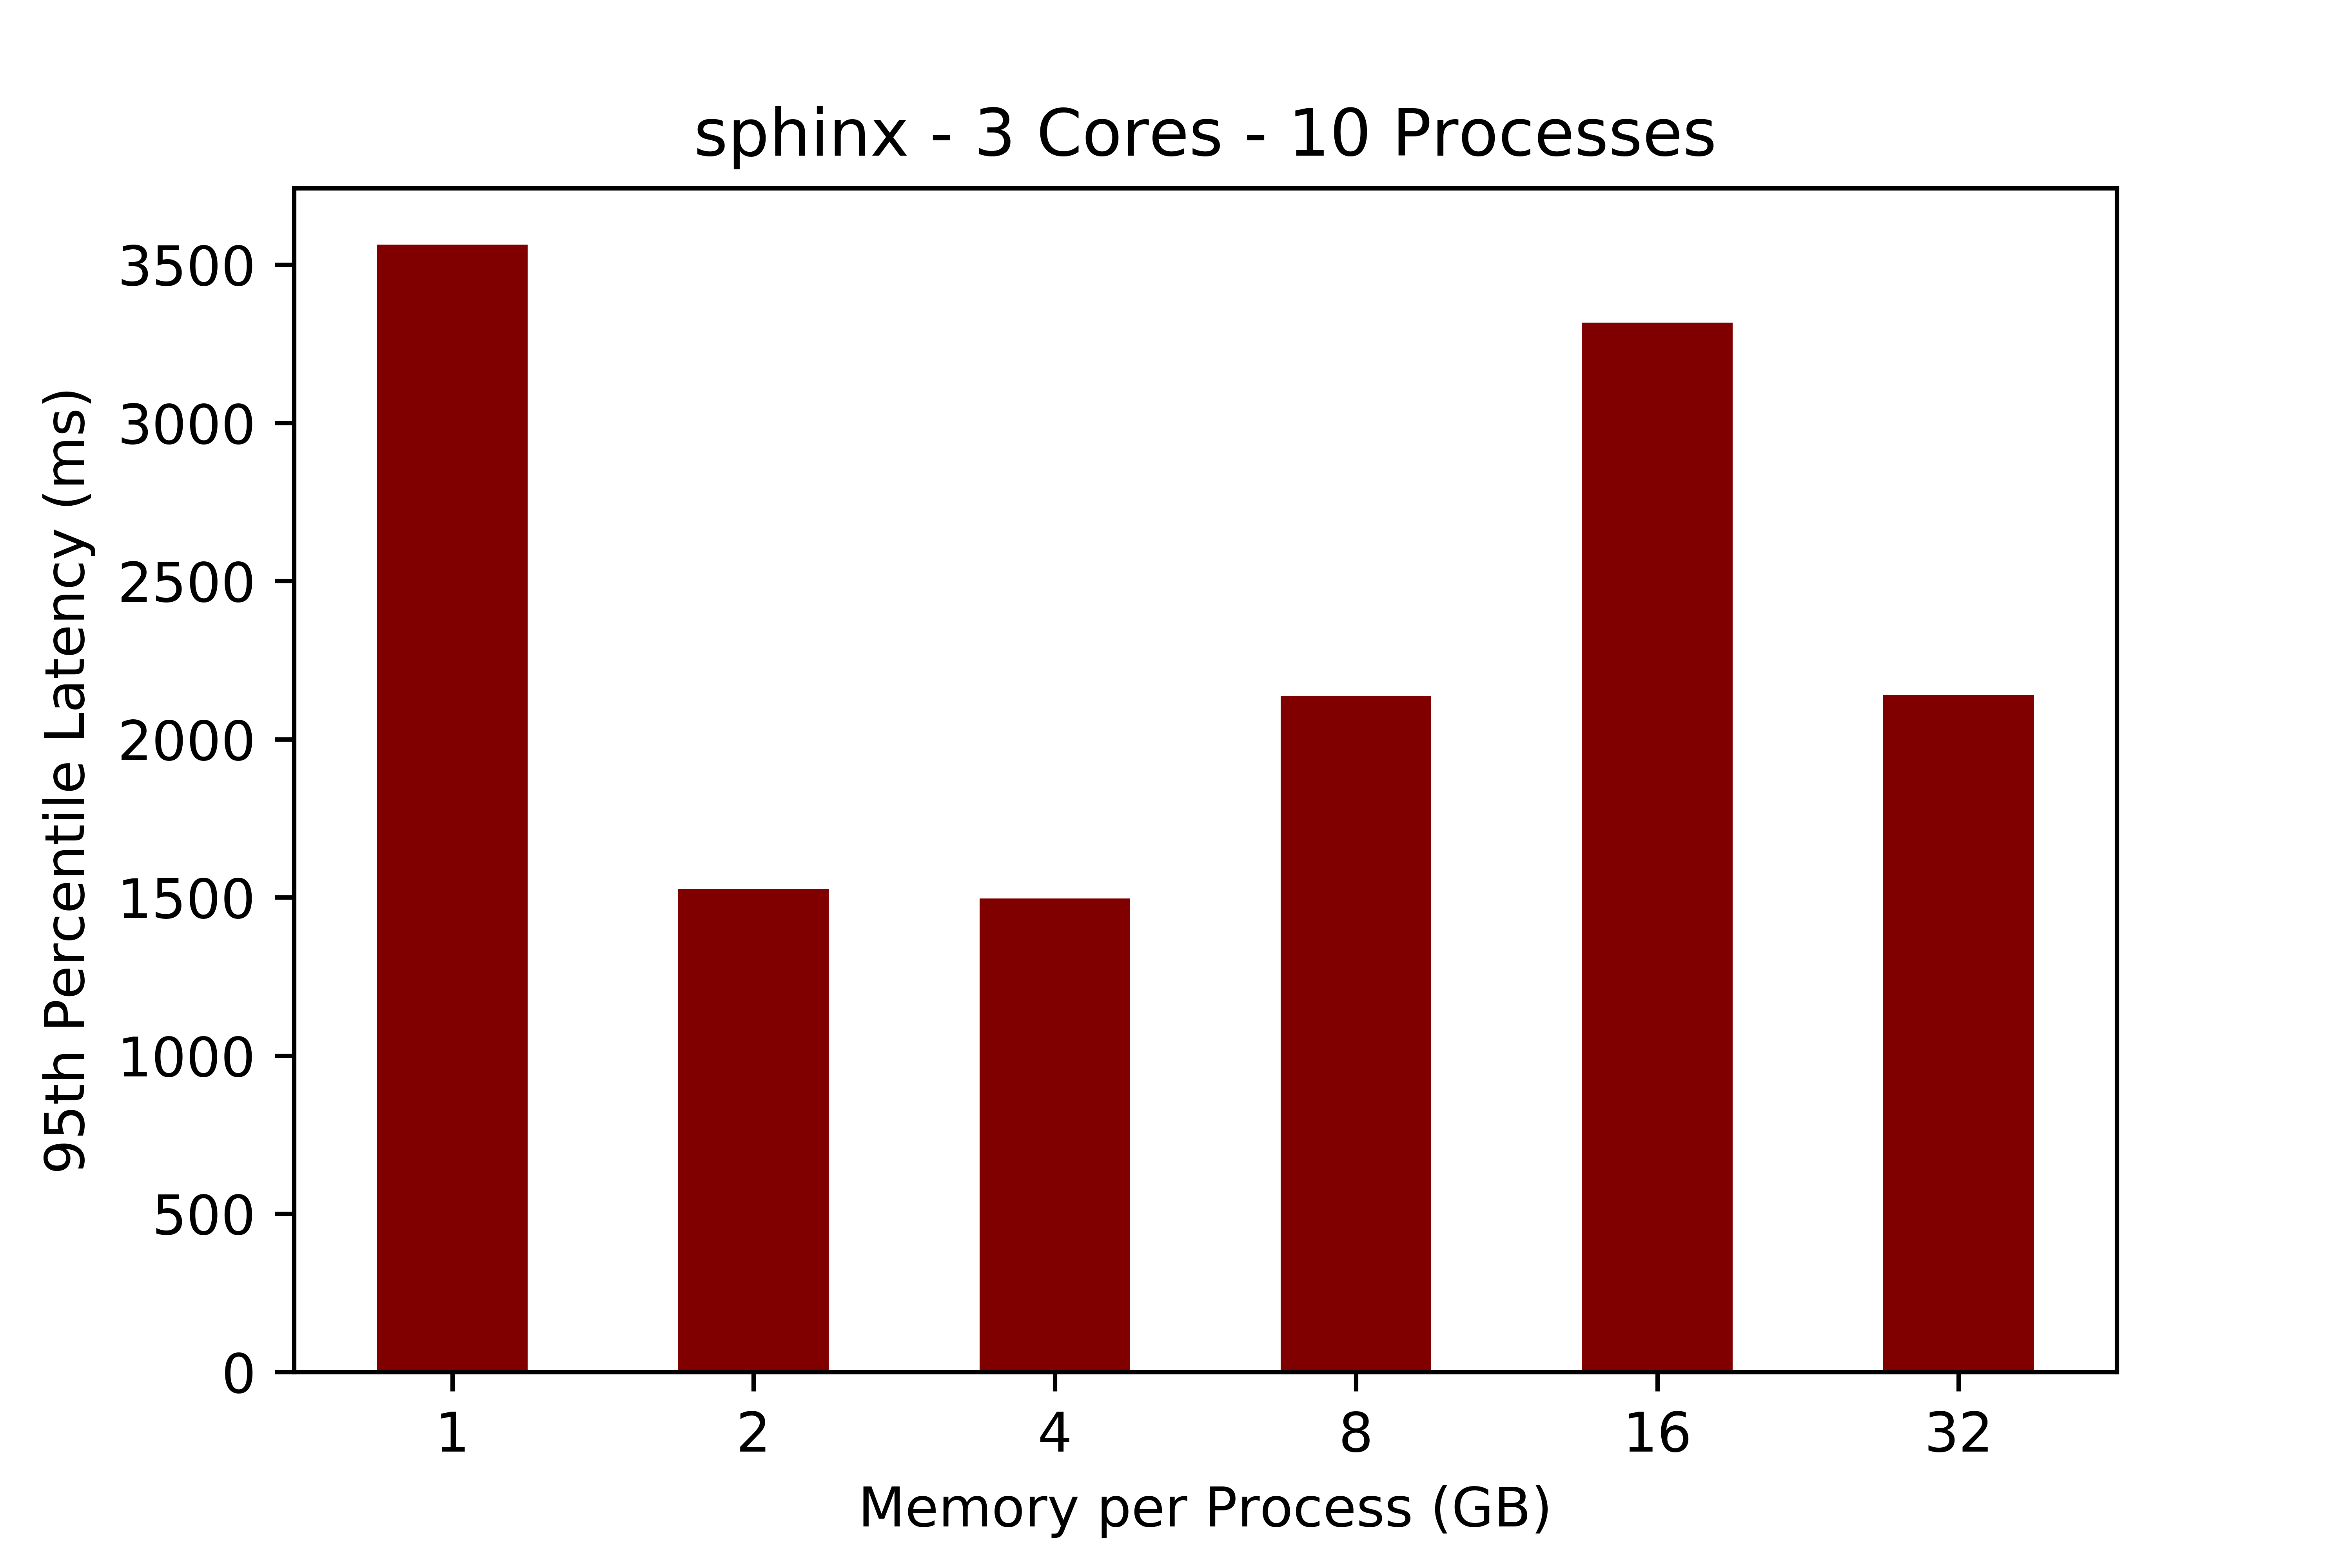 sphinx - 3 Cores - 10 Processes
95th Percentile Latency (ms)
3500
3000
2500
2000
1500
1000
500
0
1 2 4 8 16 32
Memory per Process (GB)